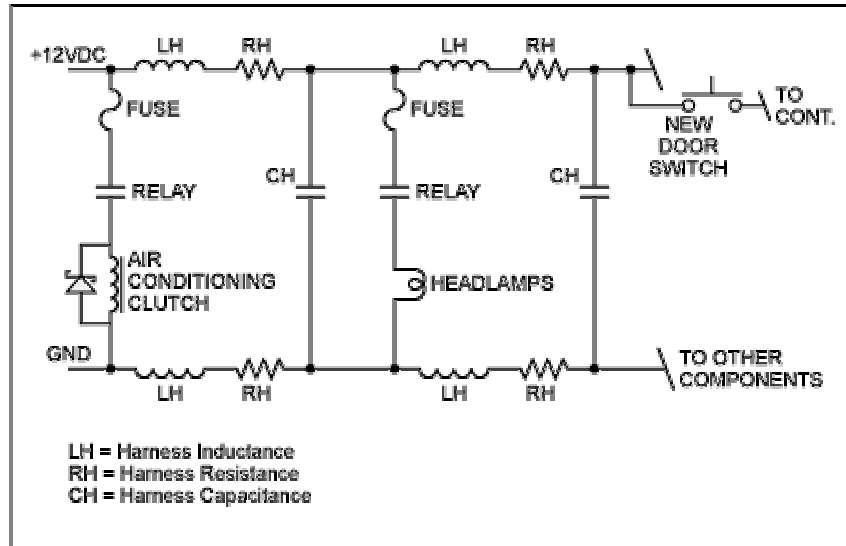 LH
RH
LH
RH
+12VDC
TO
CONT.
FUSE
FUSE
NEW
DOOR
SWITCH
CH
CH
RELAY
RELAY
AIR
CONDITIONING
CLUTCH
HEADLAMPS
GND
TO OTHER
COMPONENTS
LH
RH
LH
RH
LH = Harness Inductance
RH = Harness Resistance
CH = Harness Capacitance